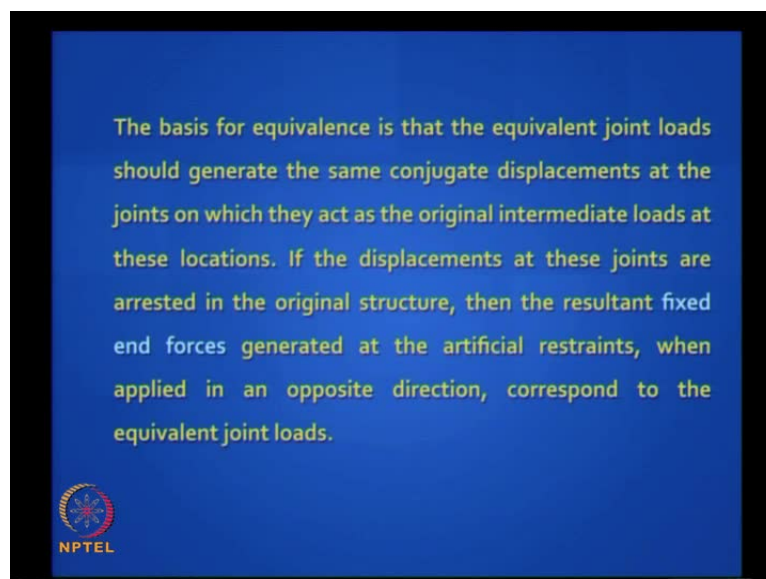 The basis for equivalence is that the equivalent joint loads
should generate the same conjugate displacements at the
joints on which they act as the original intermediate loads at
these locations. If the displacements at these joints are
arrested in the original structure, then the resultant fixed
end forces generated at the artificial restraints, when
applied in an opposite direction, correspond to the
equivalent joint loads.
NPTEL